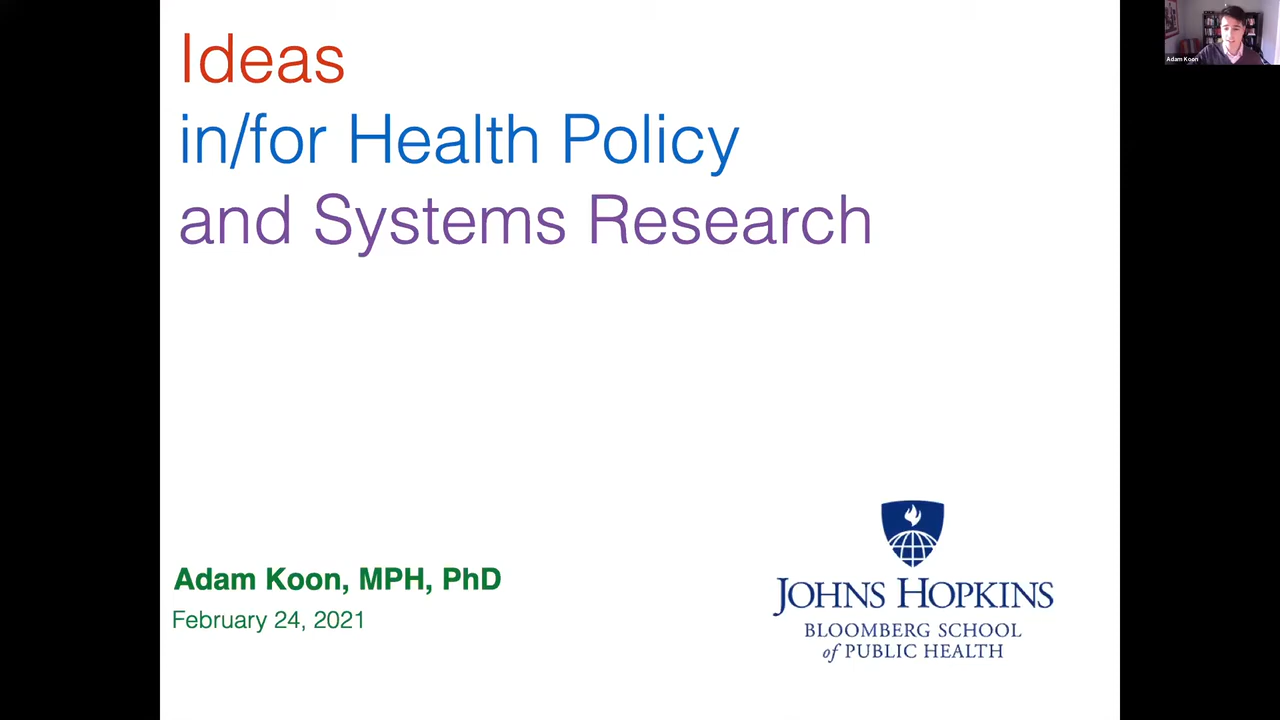 Ideas
in/for Health Policy
and Systems Research
Adam Koon, MPH, PhD
February 24, 2021
JOHNS HOPKINS
BLOOMBERG SCHOOL
of PUBLIC HEALTH
Adam Koon